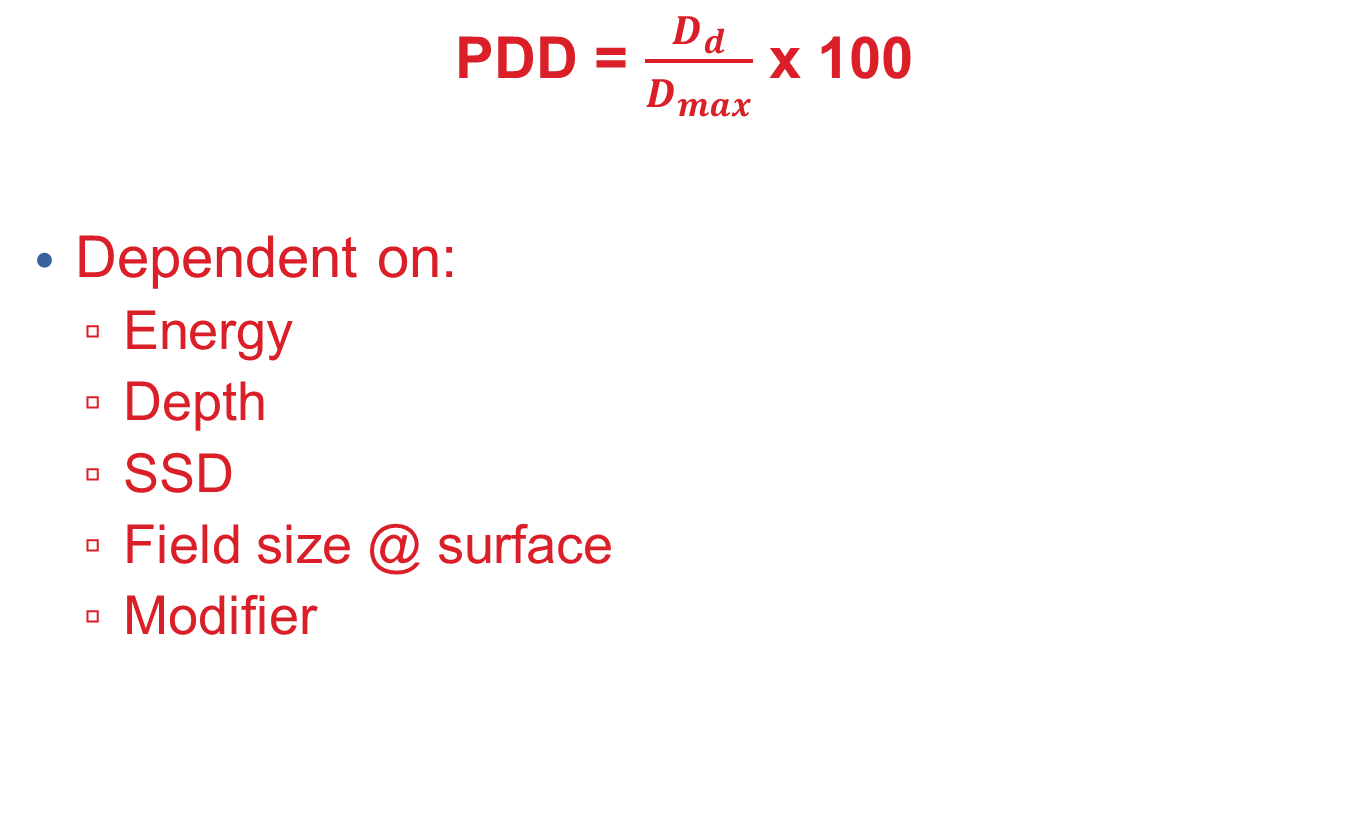 PDD = D_d / D_max x 100
• Dependent on:
▫ Energy
▫ Depth
▫ SSD
▫ Field size @ surface
▫ Modifier